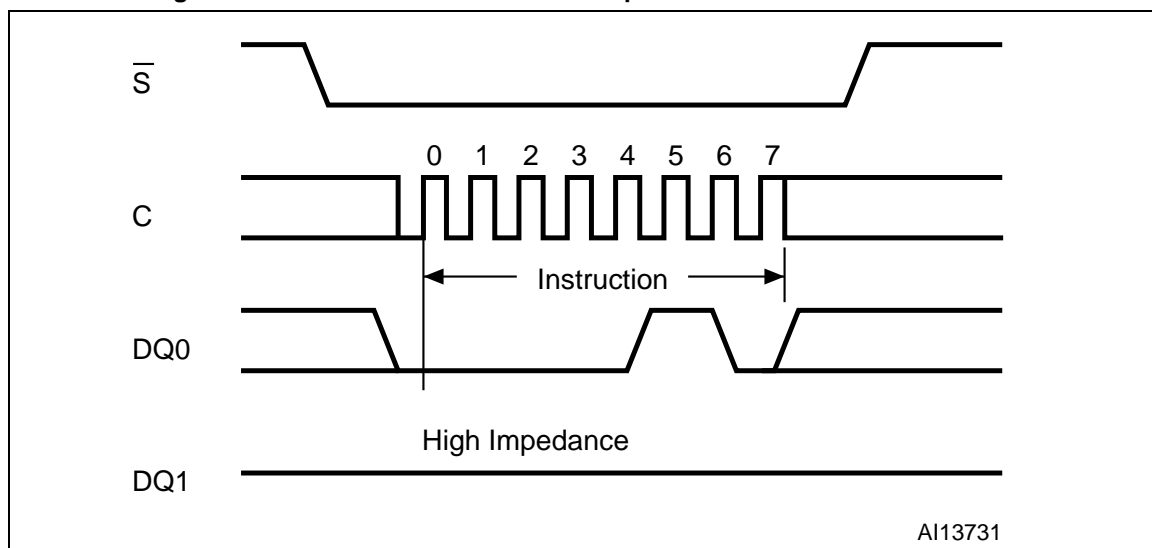 S̅
0 1 2 3 4 5 6 7
C
Instruction
DQ0
High Impedance
DQ1
AI13731